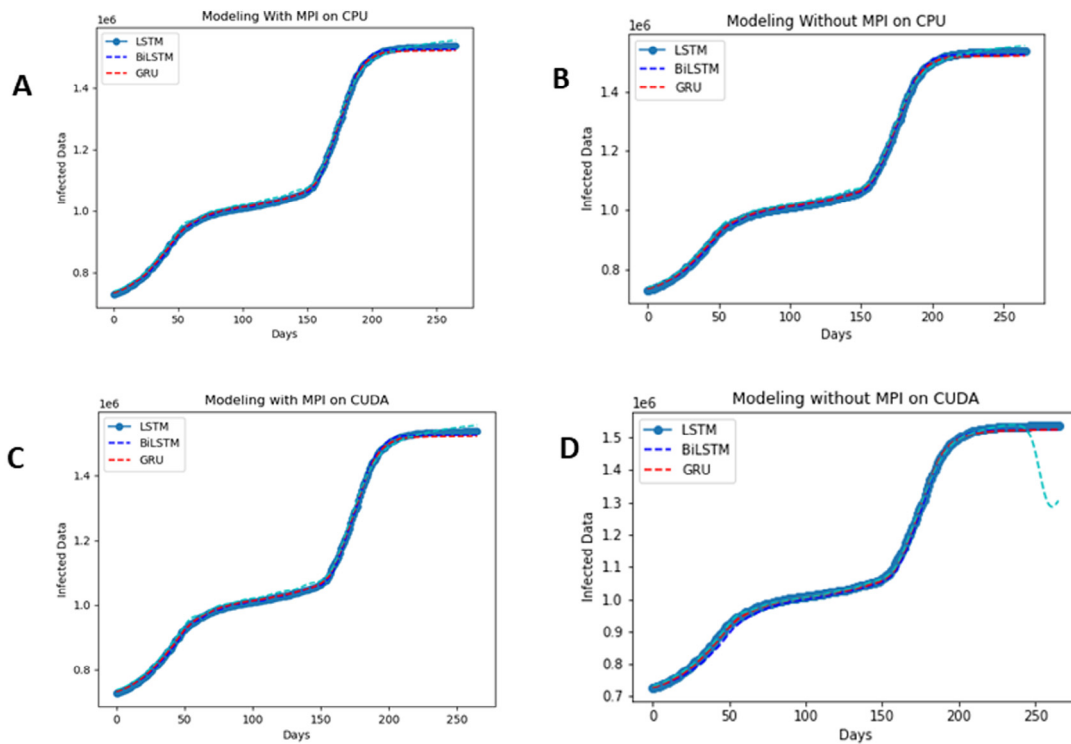 Modeling With MPI on CPU
1e6
A
LSTM
BiLSTM
GRU
Infected Data
1.4
1.2
1.0
0.8
0 50 100 150 200 250
Days
Modeling Without MPI on CPU
1e6
B
LSTM
BiLSTM
GRU
Infected Data
1.4
1.2
1.0
0.8
0 50 100 150 200 250
Days
Modeling with MPI on CUDA
1e6
C
LSTM
BiLSTM
GRU
Infected Data
1.4
1.2
1.0
0.8
0 50 100 150 200 250
Days
Modeling without MPI on CUDA
1e6
D
LSTM
BiLSTM
GRU
Infected Data
1.5
1.4
1.3
1.2
1.1
1.0
0.9
0.8
0.7
0 50 100 150 200 250
Days